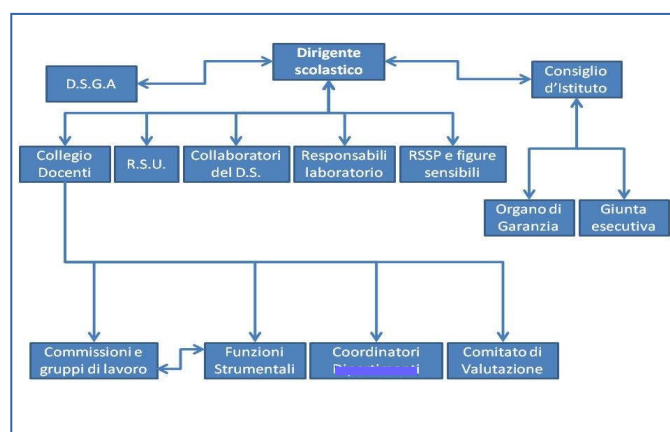 Dirigente
scolastico
D.S.G.A
Consiglio
d'Istituto
Collegio
Docenti
R.S.U.
Collaboratori
del D.S.
Responsabili
laboratorio
RSSP e figure
sensibili
Organo di
Garanzia
Giunta
esecutiva
Commissioni e
gruppi di lavoro
Funzioni
Strumentali
Coordinatori
Comitato di
Valutazione